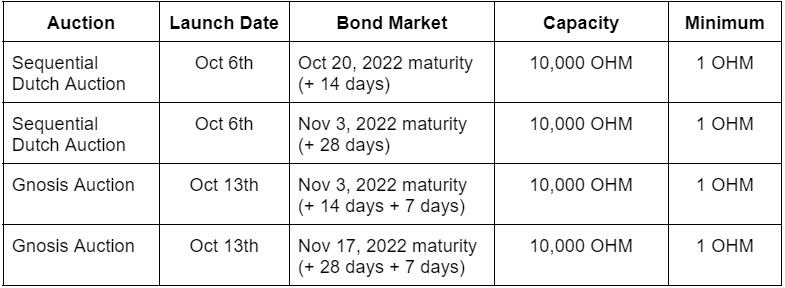 Auction Launch Date Bond Market Capacity Minimum
Sequential Oct 6th Oct 20, 2022 maturity 10,000 OHM 1 OHM
Dutch Auction (+ 14 days)
Sequential Oct 6th Nov 3, 2022 maturity 10,000 OHM 1 OHM
Dutch Auction (+ 28 days)
Gnosis Auction Oct 13th Nov 3, 2022 maturity 10,000 OHM 1 OHM
(+ 14 days + 7 days)
Gnosis Auction Oct 13th Nov 17, 2022 maturity 10,000 OHM 1 OHM
(+ 28 days + 7 days)